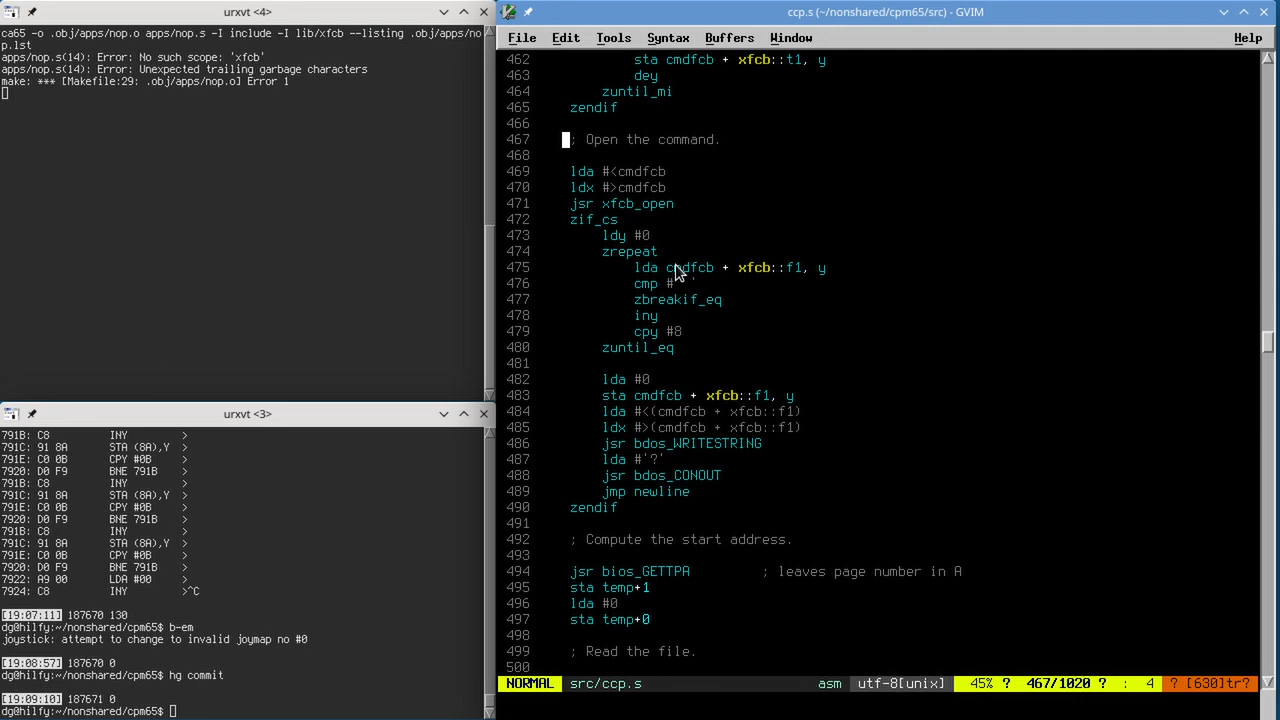 urxvt <4>
ca65 -o .obj/apps/nop.o apps/nop.s -I include -I lib/xfcb --listing .obj/apps/no
p.lst
apps/nop.s(14): Error: No such scope: 'xfcb'
apps/nop.s(14): Error: Unexpected trailing garbage characters
make: *** [Makefile:29: .obj/apps/nop.o] Error 1
urxvt <3>
791B: C8 INY >
791C: 91 8A STA (8A),Y >
791E: C0 0B CPY #0B >
7920: D0 F9 BNE 791B >
791B: C8 INY >
791C: 91 8A STA (8A),Y >
791E: C0 0B CPY #0B >
7920: D0 F9 BNE 791B >
791B: C8 INY >
791C: 91 8A STA (8A),Y >
791E: C0 0B CPY #0B >
7920: D0 F9 BNE 791B >
7922: A9 00 LDA #00 >
7924: C8 INY >^C
[19:07:11] 187670 130
dg@hilfy:~/nonshared/cpm65$ b-em
joystick: attempt to change to invalid joymap no #0
[19:08:57] 187670 0
dg@hilfy:~/nonshared/cpm65$ hg commit
[19:09:10] 187671 0
dg@hilfy:~/nonshared/cpm65$
ccp.s (~/nonshared/cpm65/src) - GVIM
File Edit Tools Syntax Buffers Window Help
462 sta cmdfcb + xfcb::t1, y
463 dey
464 zuntil_mi
465 zendif
466
467 ; Open the command.
468
469 lda #<cmdfcb
470 ldx #>cmdfcb
471 jsr xfcb_open
472 zif_cs
473 ldy #0
474 zrepeat
475 lda cmdfcb + xfcb::f1, y
476 cmp #' '
477 zbreakif_eq
478 iny
479 cpy #8
480 zuntil_eq
481
482 lda #0
483 sta cmdfcb + xfcb::f1, y
484 lda #<(cmdfcb + xfcb::f1)
485 ldx #>(cmdfcb + xfcb::f1)
486 jsr bdos_WRITESTRING
487 lda #'?'
488 jsr bdos_CONOUT
489 jmp newline
490 zendif
491
492 ; Compute the start address.
493
494 jsr bios_GETTPA ; leaves page number in A
495 sta temp+1
496 lda #0
497 sta temp+0
498
499 ; Read the file.
500
NORMAL src/ccp.s asm utf-8[unix] 45% ? 467/1020 ? : 4 ? [630]tr?